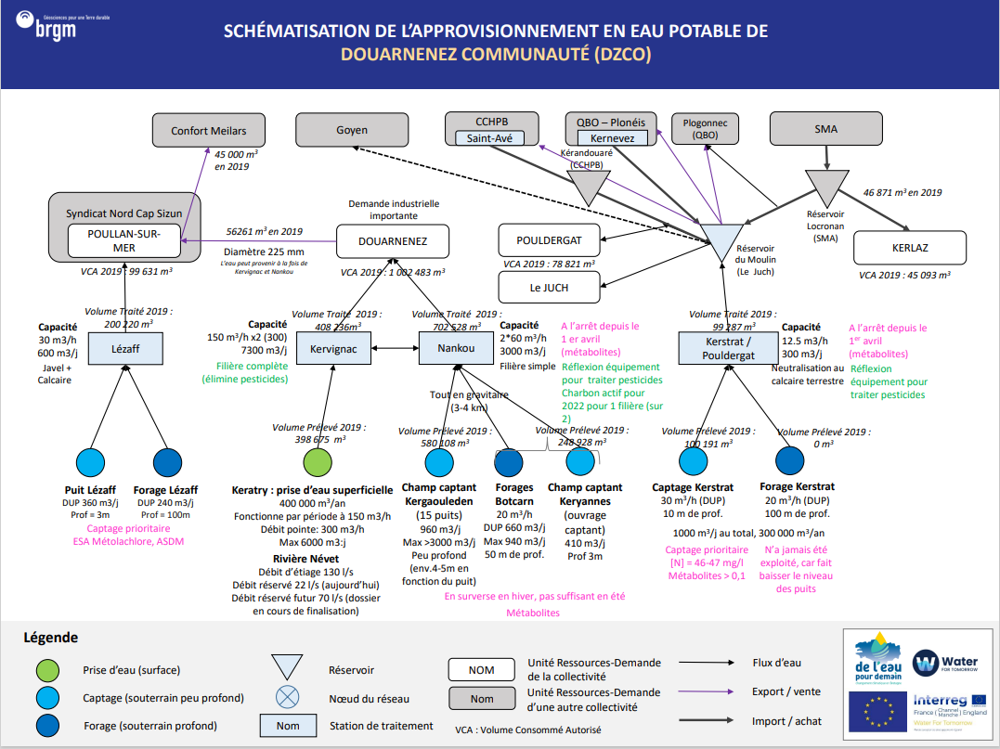 Géosciences pour une Terre durable
brgm
SCHÉMATISATION DE L'APPROVISIONNEMENT EN EAU POTABLE DE
DOUARNENEZ COMMUNAUTÉ (DZCO)
Confort Meilars
Goyen
CCHPB
Saint-Avé
QBO – Plonéis
Kernevez
Plogonnec
(QBO)
SMA
45 000 m³
en 2019
Kérandouaré
(CCHPB)
46 871 m³ en 2019
Syndicat Nord Cap Sizun
POULLAN-SUR-
MER
VCA 2019 : 99 631 m³
56261 m³ en 2019
Diamètre 225 mm
L'eau peut provenir à la fois de
Kervignac et Nankou
Demande industrielle
importante
DOUARNENEZ
VCA 2019 : 1 002 483 m³
POULDERGAT
VCA 2019 : 78 821 m³
Le JUCH
Réservoir
du Moulin
(Le Juch)
Réservoir
Locronan
(SMA)
KERLAZ
VCA 2019 : 45 093 m³
Volume Traité 2019 :
200 220 m³
Capacité
30 m3/h
600 m3/j
Javel +
Calcaire
Lézaff
Volume Traité 2019 :
408 236m³
Capacité
150 m³/h x2 (300)
7300 m3/j
Filière complète
(élimine pesticides)
Kervignac
Volume Traité 2019 :
702 528 m³
Nankou
Capacité
2*60 m³/h
3000 m3/j
Filière simple
A l'arrêt depuis le
1 er avril
(métabolites)
Réflexion équipement
pour traiter pesticides
Charbon actif pour
2022 pour 1 filière (sur
2)
Volume Traité 2019 :
99 287 m³
Kerstrat /
Pouldergat
Capacité
12.5 m3/h
300 m3/j
Neutralisation au
calcaire terrestre
A l'arrêt depuis le
1er avril
(métabolites)
Réflexion
équipement pour
traiter pesticides
Tout en gravitaire
(3-4 km)
Volume Prélevé 2019 :
398 675 m³
Volume Prélevé 2019 :
580 108 m³
Volume Prélevé 2019 :
248 928 m³
Volume Prélevé 2019 :
100 191 m³
Volume Prélevé 2019 :
0 m³
Puit Lézaff
DUP 360 m3/j
Prof = 3m
Forage Lézaff
DUP 240 m3/j
Prof = 100m
Captage prioritaire
ESA Métolachlore, ASDM
Keratry : prise d'eau superficielle
400 000 m³/an
Fonctionne par période à 150 m3/h
Débit pointe: 300 m3/h
Max 6000 m3:j
Rivière Névet
Débit d'étiage 130 l/s
Débit réservé 22 l/s (aujourd'hui)
Débit réservé futur 70 l/s (dossier
en cours de finalisation)
Champ captant
Kergaouleden
(15 puits)
960 m3/j
Max >3000 m3/j
Peu profond
(env.4-5m en
fonction du puit)
Forages
Botcarn
20 m³/h
DUP 660 m3/j
Max 940 m3/j
50 m de prof.
Champ captant
Keryannes
(ouvrage
captant)
410 m3/j
Prof 3m
En surverse en hiver, pas suffisant en été
Métabolites
Captage Kerstrat
30 m³/h (DUP)
10 m de prof.
Forage Kerstrat
20 m³/h (DUP)
100 m de prof.
1000 m³/j au total, 300 000 m³/an
Captage prioritaire
[N] = 46-47 mg/l
Métabolites > 0,1
N'a jamais été
exploité, car fait
baisser le niveau
des puits
Légende
Prise d'eau (surface)
Captage (souterrain peu profond)
Forage (souterrain profond)
Réservoir
Nœud du réseau
Nom
Station de traitement
NOM
Unité Ressources-Demande
de la collectivité
Nom
Unité Ressources-Demande
d'une autre collectivité
VCA : Volume Consommé Autorisé
Flux d'eau
Export / vente
Import / achat
de l'eau
pour demain
Water
FOR TOMORROW
Interreg
France (Channel Manche) England
Water For Tomorrow